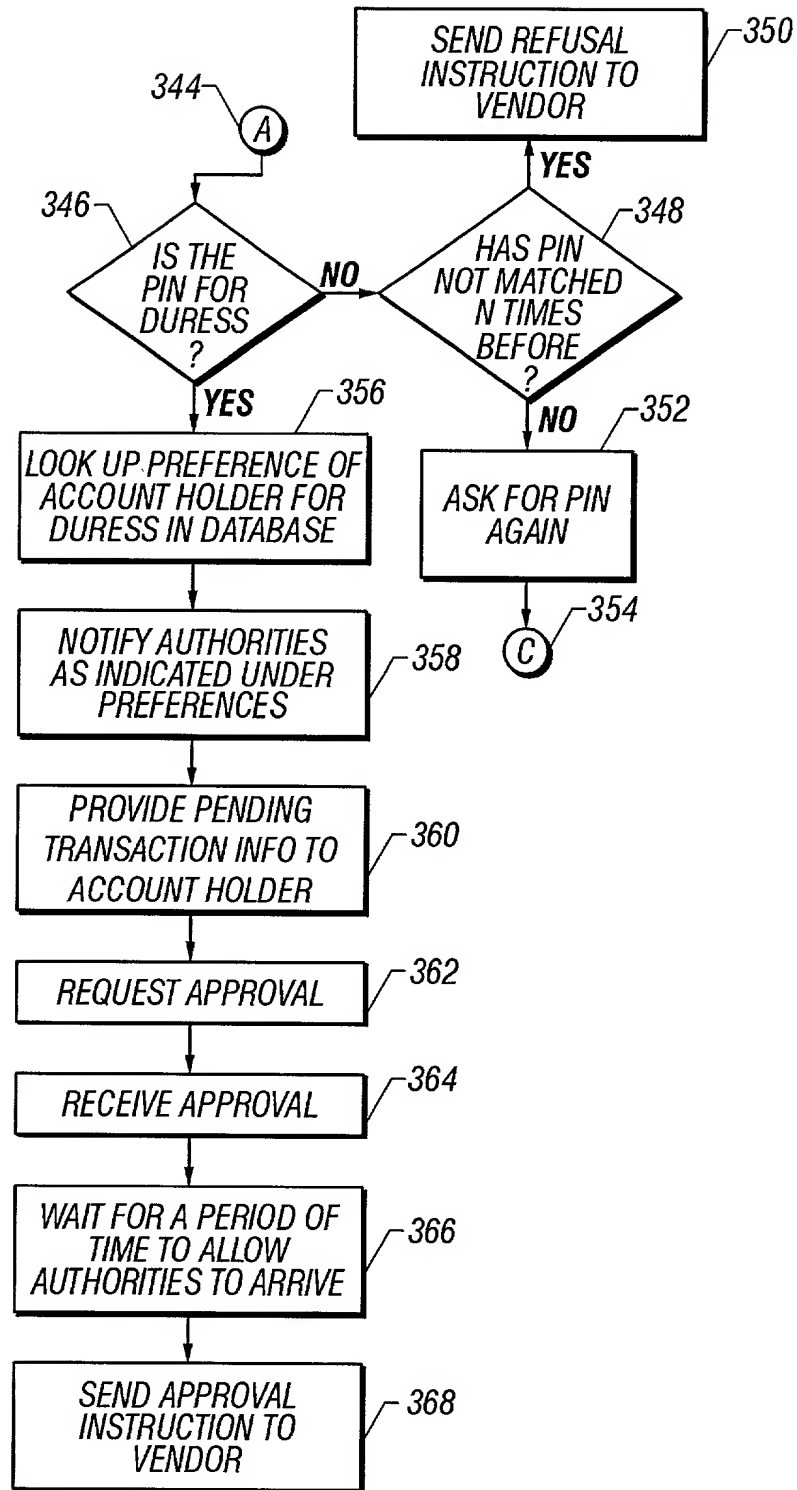 SEND REFUSAL
INSTRUCTION TO
VENDOR
350
344
A
YES
346
IS THE
PIN FOR
DURESS
?
NO
348
HAS PIN
NOT MATCHED
N TIMES
BEFORE
?
YES
356
NO
352
LOOK UP PREFERENCE OF
ACCOUNT HOLDER FOR
DURESS IN DATABASE
ASK FOR PIN
AGAIN
354
C
NOTIFY AUTHORITIES
AS INDICATED UNDER
PREFERENCES
358
PROVIDE PENDING
TRANSACTION INFO TO
ACCOUNT HOLDER
360
REQUEST APPROVAL
362
RECEIVE APPROVAL
364
WAIT FOR A PERIOD OF
TIME TO ALLOW
AUTHORITIES TO ARRIVE
366
SEND APPROVAL
INSTRUCTION TO
VENDOR
368